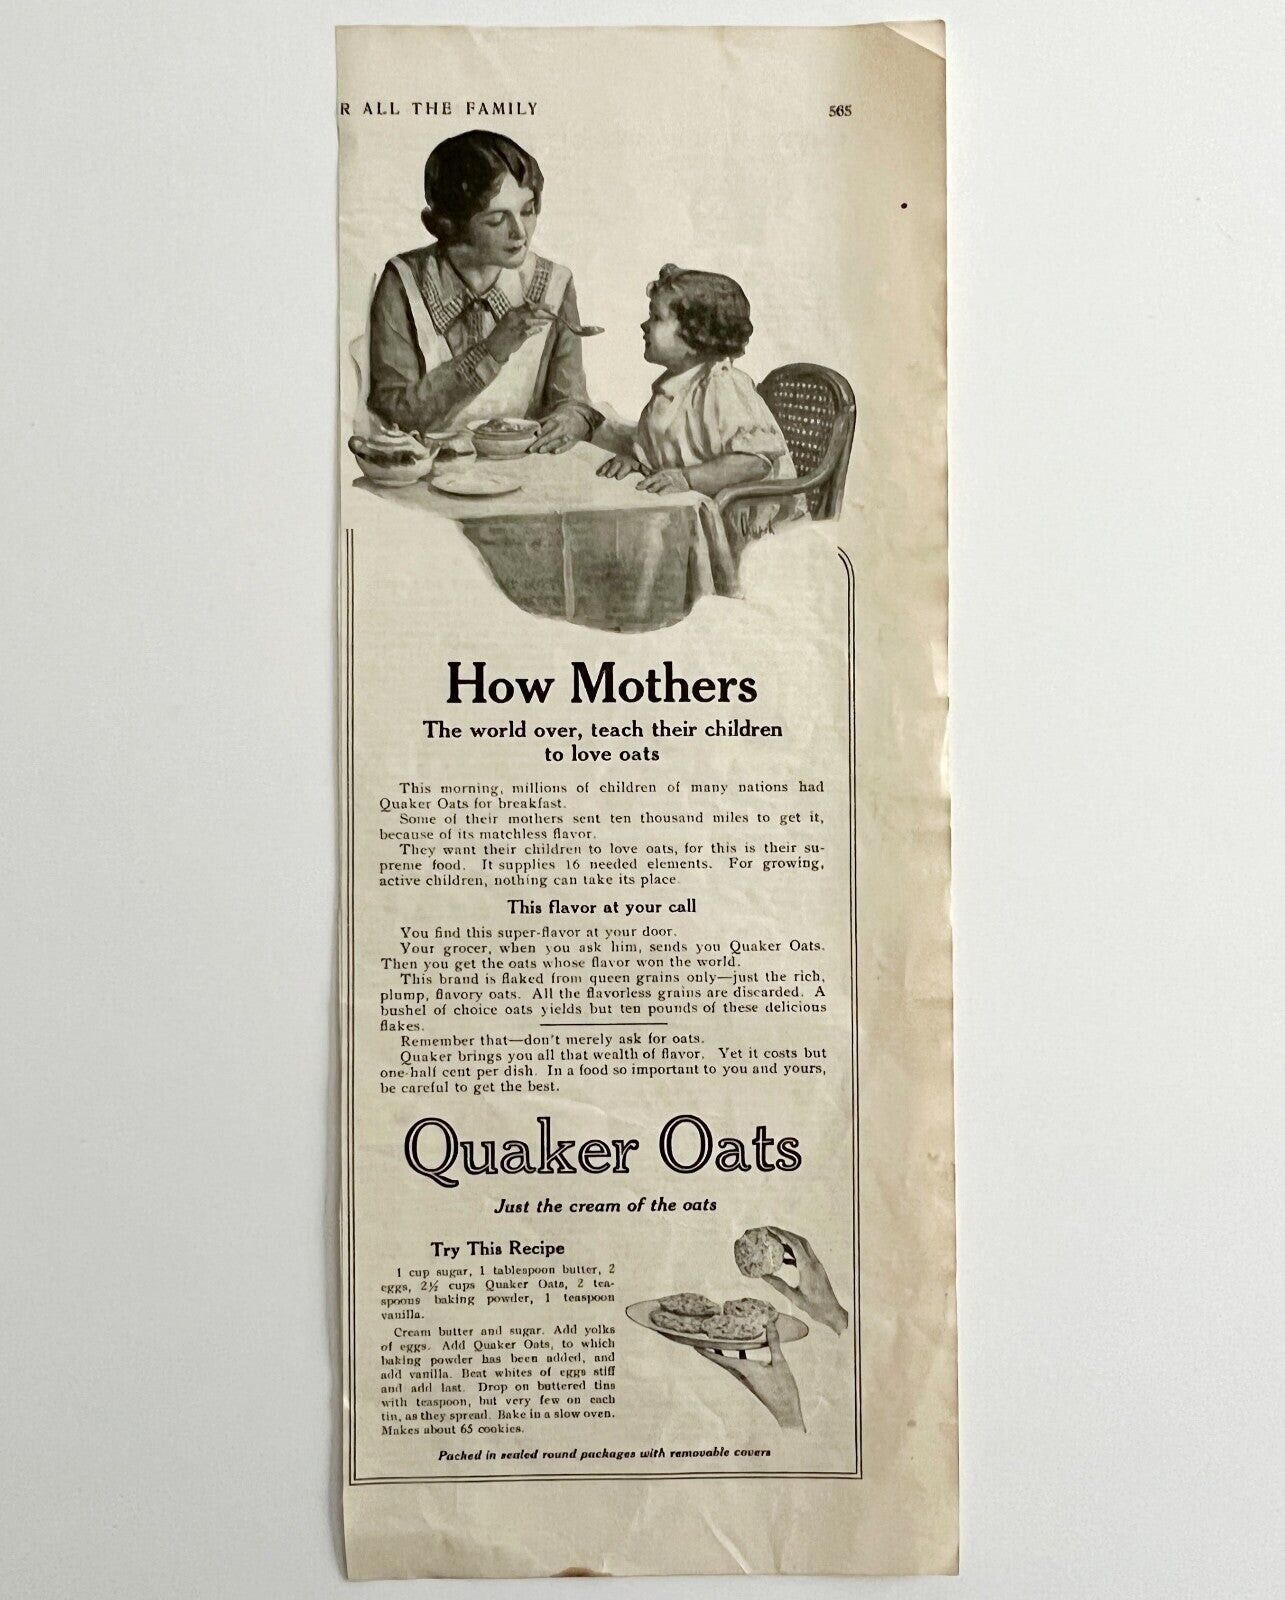 R ALL THE FAMILY 565
How Mothers
The world over, teach their children
to love oats
This morning, millions of children of many nations had
Quaker Oats for breakfast.
Some of their mothers sent ten thousand miles to get it,
because of its matchless flavor.
They want their children to love oats, for this is their su-
preme food. It supplies 16 needed elements. For growing,
active children, nothing can take its place.
This flavor at your call
You find this super-flavor at your door.
Your grocer, when you ask him, sends you Quaker Oats.
Then you get the oats whose flavor won the world.
This brand is flaked from queen grains only—just the rich,
plump, flavory oats. All the flavorless grains are discarded. A
bushel of choice oats yields but ten pounds of these delicious
flakes.
Remember that—don't merely ask for oats.
Quaker brings you all that wealth of flavor. Yet it costs but
one-half cent per dish. In a food so important to you and yours,
be careful to get the best.
Quaker Oats
Just the cream of the oats
Try This Recipe
1 cup sugar, 1 tablespoon butter, 2
eggs, 2½ cups Quaker Oats, 2 tea-
spoons baking powder, 1 teaspoon
vanilla.
Cream butter and sugar. Add yolks
of eggs. Add Quaker Oats, to which
baking powder has been added, and
add vanilla. Beat whites of eggs stiff
and add last. Drop on buttered tins
with teaspoon, but very few on each
tin, as they spread. Bake in a slow oven.
Makes about 65 cookies.
Packed in sealed round packages with removable covers